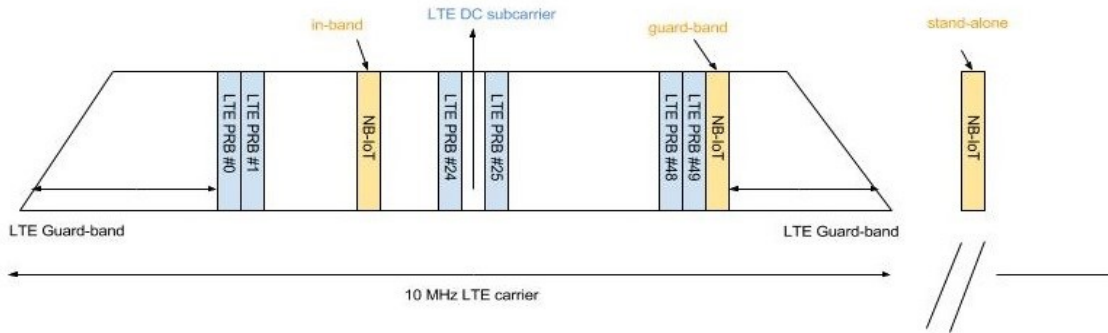 LTE DC subcarrier
in-band
guard-band
stand-alone
LTE PRB #0
LTE PRB #1
NB-IoT
LTE PRB #24
LTE PRB #25
LTE PRB #48
LTE PRB #49
NB-IoT
NB-IoT
LTE Guard-band
LTE Guard-band
10 MHz LTE carrier